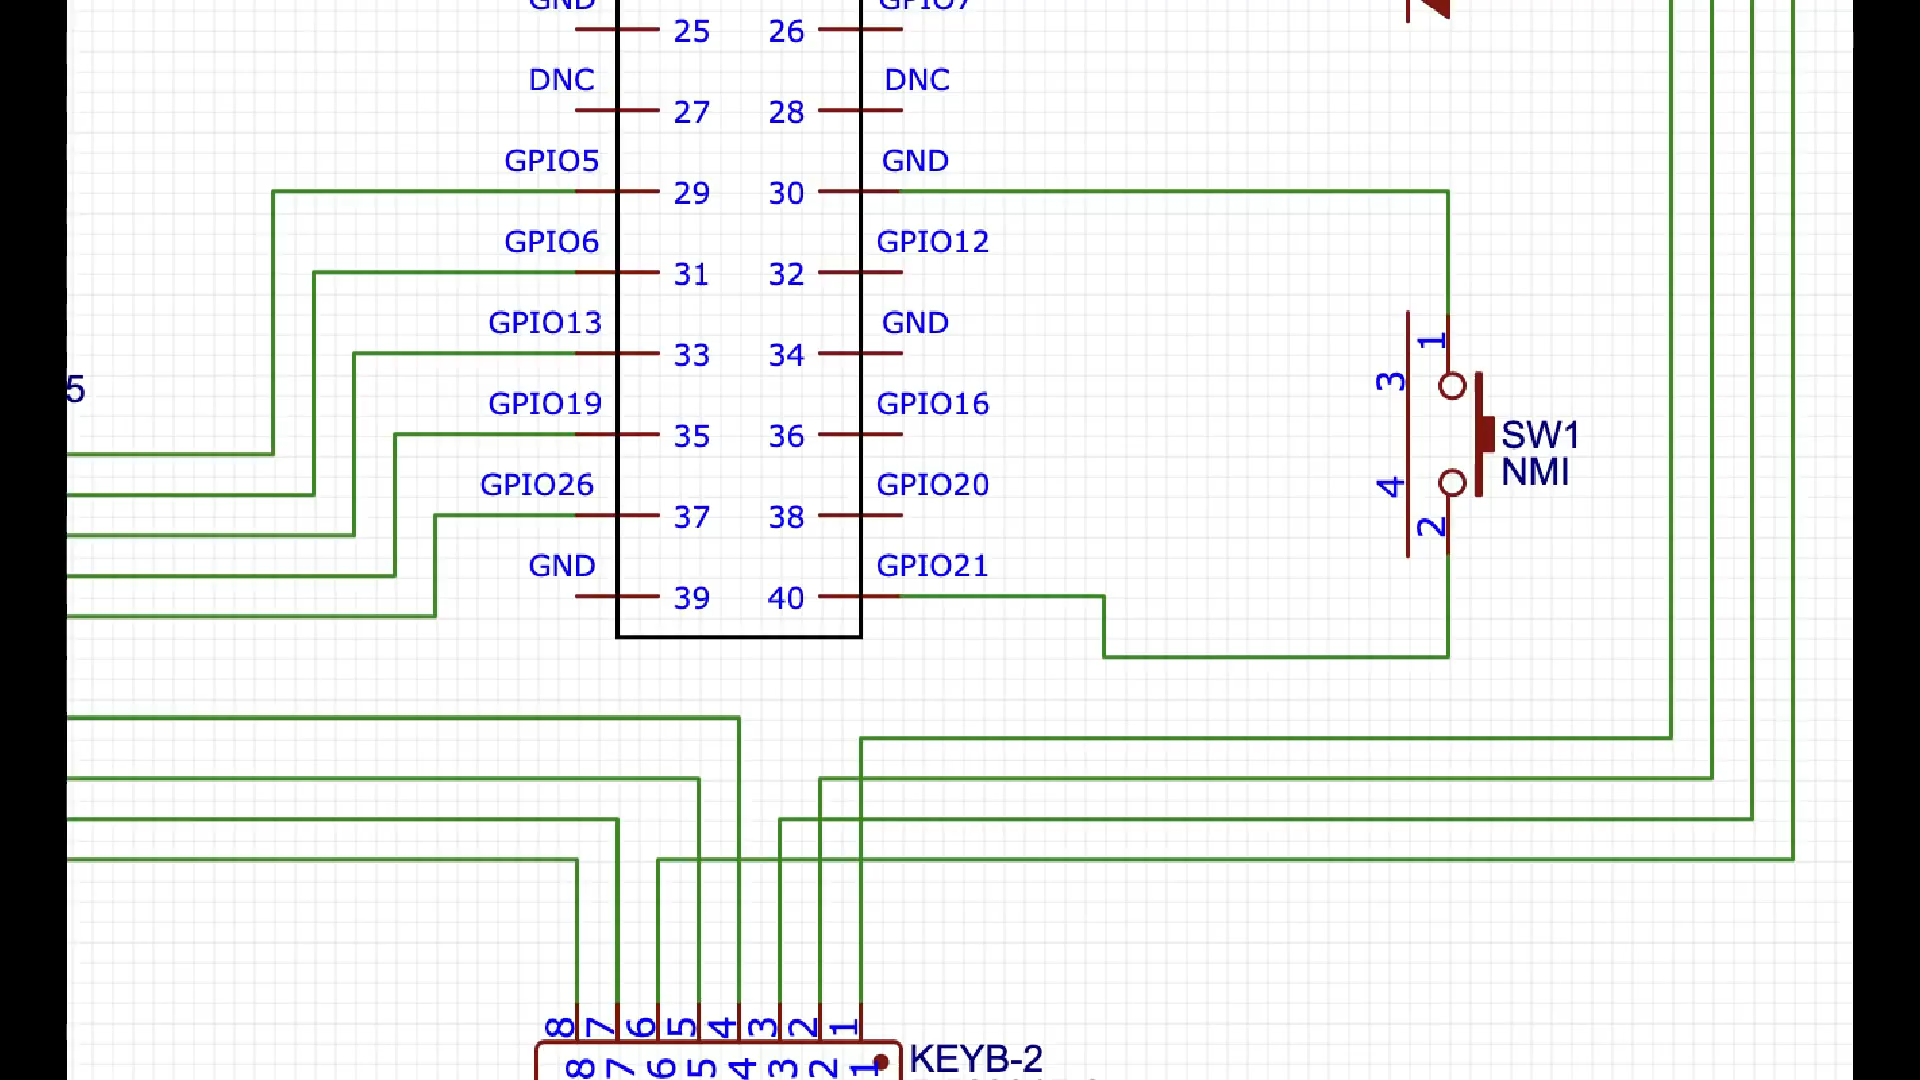 GND GPIO7
25 26
DNC DNC
27 28
GPIO5 GND
29 30
GPIO6 GPIO12
31 32
GPIO13 GND
33 34
GPIO19 GPIO16
35 36
GPIO26 GPIO20
37 38
GND GPIO21
39 40
5
1
3
4
2
SW1
NMI
8 7 6 5 4 3 2 1
KEYB-2
8 7 6 5 4 3 2 1